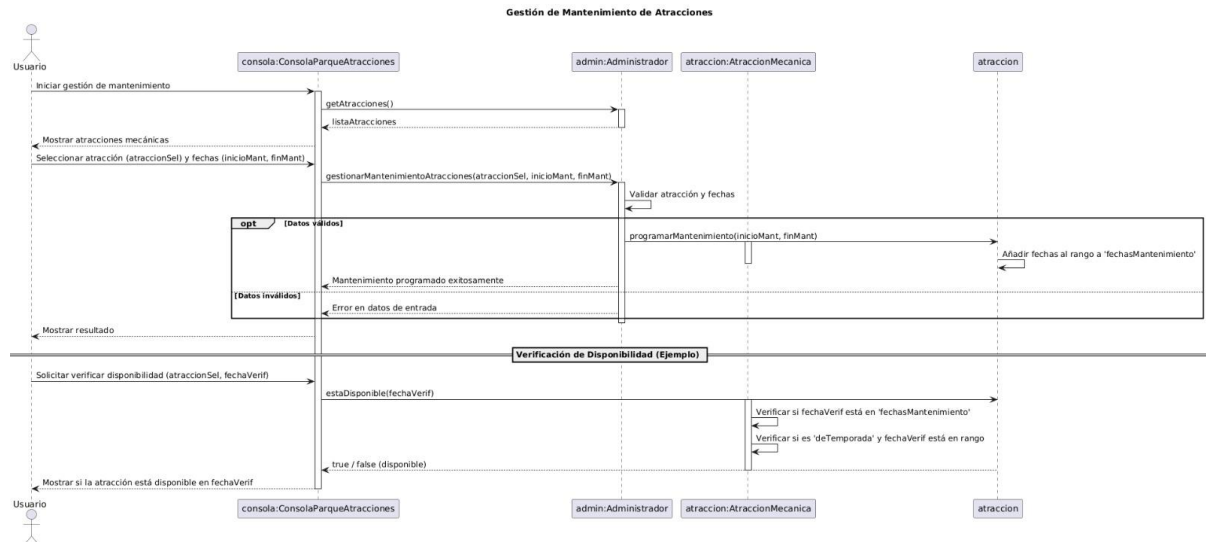 Gestión de Mantenimiento de Atracciones
Usuario
consola:ConsolaParqueAtracciones
admin:Administrador
atraccion:AtraccionMecanica
atraccion
Iniciar gestión de mantenimiento
getAtracciones()
listaAtracciones
Mostrar atracciones mecánicas
Seleccionar atracción (atraccionSel) y fechas (inicioMant, finMant)
gestionarMantenimientoAtracciones(atraccionSel, inicioMant, finMant)
Validar atracción y fechas
opt
[Datos válidos]
programarMantenimiento(inicioMant, finMant)
Añadir fechas al rango a 'fechasMantenimiento'
Mantenimiento programado exitosamente
[Datos inválidos]
Error en datos de entrada
Mostrar resultado
Verificación de Disponibilidad (Ejemplo)
Solicitar verificar disponibilidad (atraccionSel, fechaVerif)
estaDisponible(fechaVerif)
Verificar si fechaVerif está en 'fechasMantenimiento'
Verificar si es 'deTemporada' y fechaVerif está en rango
true / false (disponible)
Mostrar si la atracción está disponible en fechaVerif
Usuario
consola:ConsolaParqueAtracciones
admin:Administrador
atraccion:AtraccionMecanica
atraccion